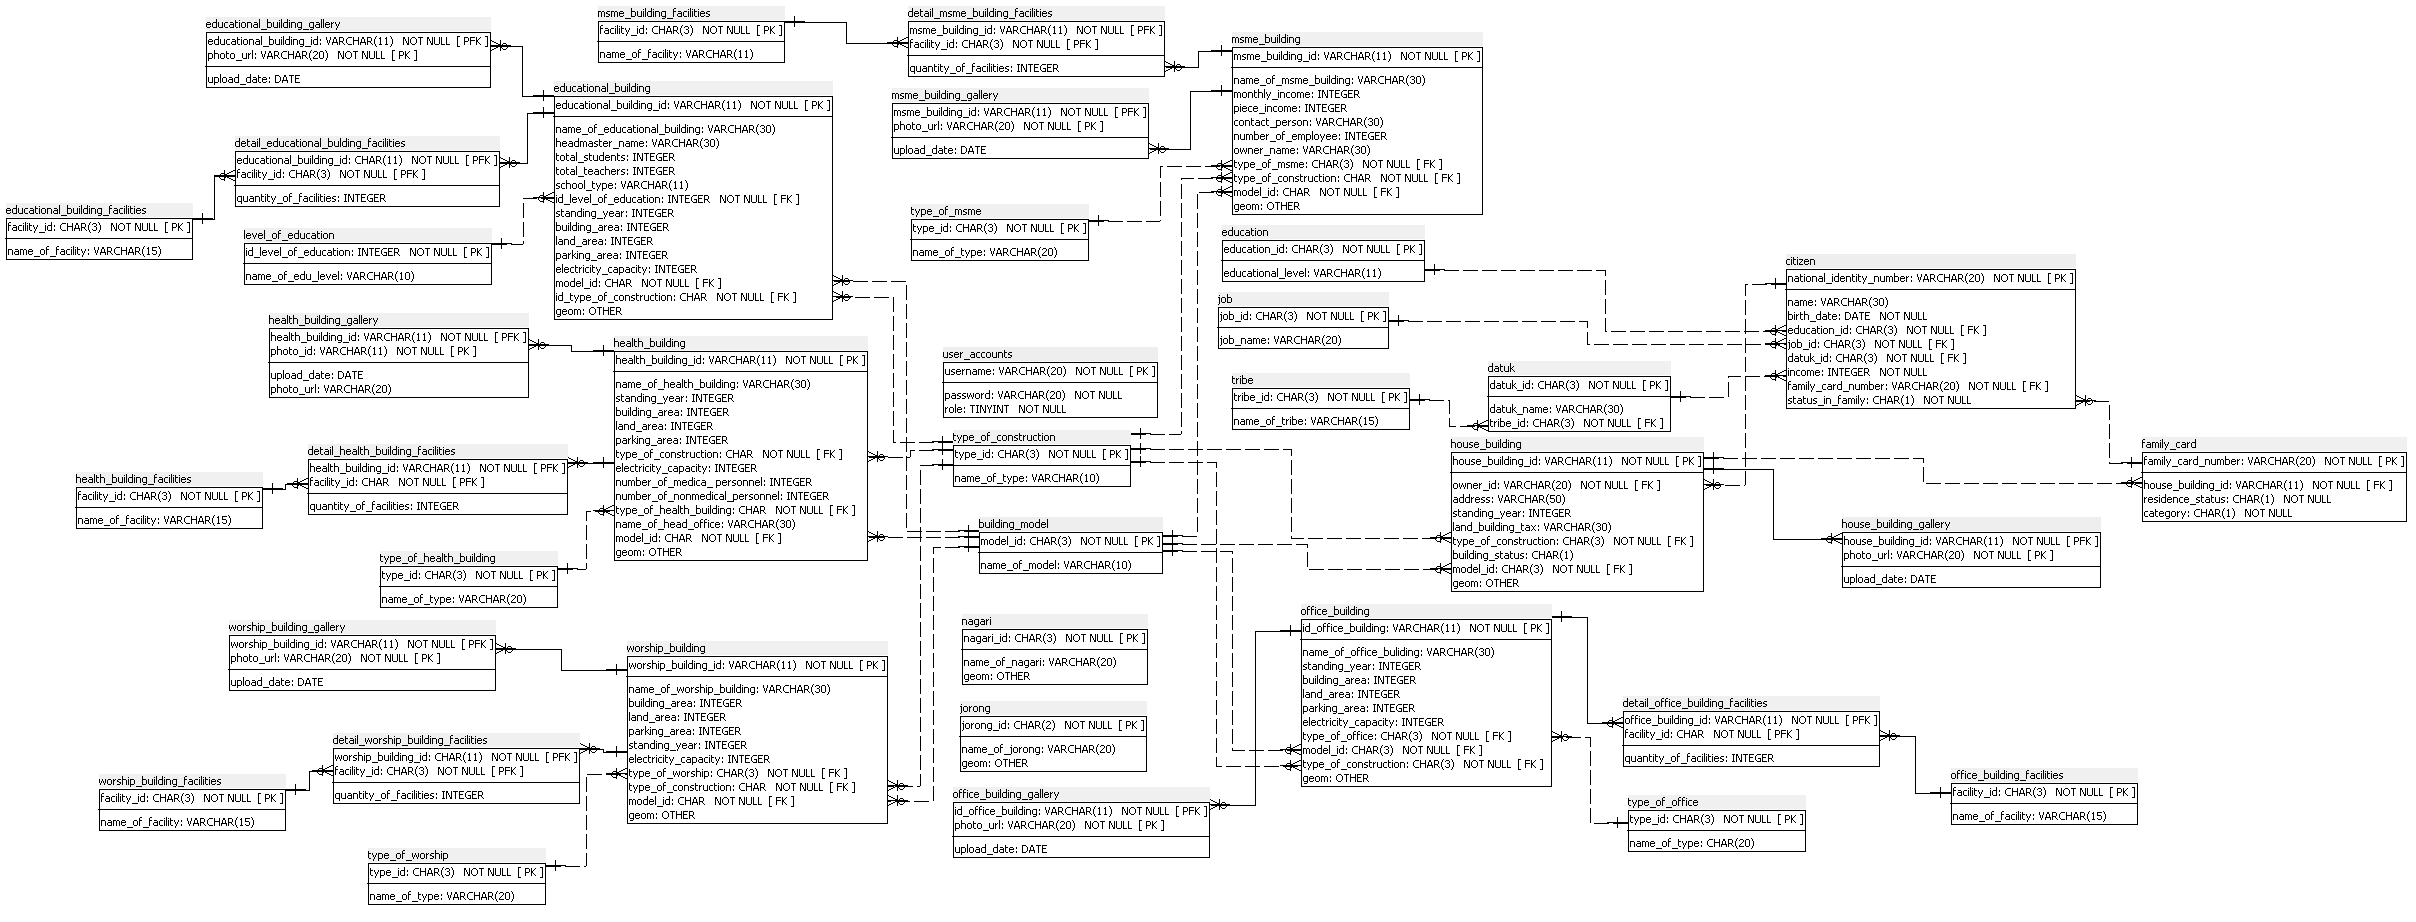 educational_building_gallery
educational_building_id: VARCHAR(11) NOT NULL [ PFK ]
photo_url: VARCHAR(20) NOT NULL [ PK ]
upload_date: DATE
msme_building_facilities
facility_id: CHAR(3) NOT NULL [ PK ]
name_of_facility: VARCHAR(11)
detail_msme_building_facilities
msme_building_id: VARCHAR(11) NOT NULL [ PFK ]
facility_id: CHAR(3) NOT NULL [ PFK ]
quantity_of_facilities: INTEGER
msme_building
msme_building_id: VARCHAR(11) NOT NULL [ PK ]
name_of_msme_building: VARCHAR(30)
monthly_income: INTEGER
piece_income: INTEGER
contact_person: VARCHAR(30)
number_of_employee: INTEGER
owner_name: VARCHAR(30)
type_of_msme: CHAR(3) NOT NULL [ FK ]
type_of_construction: CHAR NOT NULL [ FK ]
model_id: CHAR NOT NULL [ FK ]
geom: OTHER
educational_building
educational_building_id: VARCHAR(11) NOT NULL [ PK ]
name_of_educational_building: VARCHAR(30)
headmaster_name: VARCHAR(30)
total_students: INTEGER
total_teachers: INTEGER
school_type: VARCHAR(11)
id_level_of_education: INTEGER NOT NULL [ FK ]
standing_year: INTEGER
building_area: INTEGER
land_area: INTEGER
parking_area: INTEGER
electricity_capacity: INTEGER
model_id: CHAR NOT NULL [ FK ]
id_type_of_construction: CHAR NOT NULL [ FK ]
geom: OTHER
msme_building_gallery
msme_building_id: VARCHAR(11) NOT NULL [ PFK ]
photo_url: VARCHAR(20) NOT NULL [ PK ]
upload_date: DATE
detail_educational_bulding_facilities
educational_building_id: CHAR(11) NOT NULL [ PFK ]
facility_id: CHAR(3) NOT NULL [ PFK ]
quantity_of_facilities: INTEGER
educational_building_facilities
facility_id: CHAR(3) NOT NULL [ PK ]
name_of_facility: VARCHAR(15)
level_of_education
id_level_of_education: INTEGER NOT NULL [ PK ]
name_of_edu_level: VARCHAR(10)
type_of_msme
type_id: CHAR(3) NOT NULL [ PK ]
name_of_type: VARCHAR(20)
education
education_id: CHAR(3) NOT NULL [ PK ]
educational_level: VARCHAR(11)
citizen
national_identity_number: VARCHAR(20) NOT NULL [ PK ]
name: VARCHAR(30)
birth_date: DATE NOT NULL
education_id: CHAR(3) NOT NULL [ FK ]
job_id: CHAR(3) NOT NULL [ FK ]
datuk_id: CHAR(3) NOT NULL [ FK ]
income: INTEGER NOT NULL
family_card_number: VARCHAR(20) NOT NULL [ FK ]
status_in_family: CHAR(1) NOT NULL
job
job_id: CHAR(3) NOT NULL [ PK ]
job_name: VARCHAR(20)
health_building_gallery
health_building_id: VARCHAR(11) NOT NULL [ PFK ]
photo_id: VARCHAR(11) NOT NULL [ PK ]
upload_date: DATE
photo_url: VARCHAR(20)
health_building
health_building_id: VARCHAR(11) NOT NULL [ PK ]
name_of_health_building: VARCHAR(30)
standing_year: INTEGER
building_area: INTEGER
land_area: INTEGER
parking_area: INTEGER
type_of_construction: CHAR NOT NULL [ FK ]
electricity_capacity: INTEGER
number_of_medica_ personnel: INTEGER
number_of_nonmedical_personnel: INTEGER
type_of_health_building: CHAR NOT NULL [ FK ]
name_of_head_office: VARCHAR(30)
model_id: CHAR NOT NULL [ FK ]
geom: OTHER
user_accounts
username: VARCHAR(20) NOT NULL [ PK ]
password: VARCHAR(20) NOT NULL
role: TINYINT NOT NULL
tribe
tribe_id: CHAR(3) NOT NULL [ PK ]
name_of_tribe: VARCHAR(15)
datuk
datuk_id: CHAR(3) NOT NULL [ PK ]
datuk_name: VARCHAR(30)
tribe_id: CHAR(3) NOT NULL [ FK ]
type_of_construction
type_id: CHAR(3) NOT NULL [ PK ]
name_of_type: VARCHAR(10)
house_building
house_building_id: VARCHAR(11) NOT NULL [ PK ]
owner_id: VARCHAR(20) NOT NULL [ FK ]
address: VARCHAR(50)
standing_year: INTEGER
land_building_tax: VARCHAR(30)
type_of_construction: CHAR(3) NOT NULL [ FK ]
building_status: CHAR(1)
model_id: CHAR(3) NOT NULL [ FK ]
geom: OTHER
family_card
family_card_number: VARCHAR(20) NOT NULL [ PK ]
house_building_id: VARCHAR(11) NOT NULL [ FK ]
residence_status: CHAR(1) NOT NULL
category: CHAR(1) NOT NULL
detail_health_building_facilities
health_building_id: VARCHAR(11) NOT NULL [ PFK ]
facility_id: CHAR NOT NULL [ PFK ]
quantity_of_facilities: INTEGER
health_building_facilities
facility_id: CHAR(3) NOT NULL [ PK ]
name_of_facility: VARCHAR(15)
building_model
model_id: CHAR(3) NOT NULL [ PK ]
name_of_model: VARCHAR(10)
house_building_gallery
house_building_id: VARCHAR(11) NOT NULL [ PFK ]
photo_url: VARCHAR(20) NOT NULL [ PK ]
upload_date: DATE
type_of_health_building
type_id: CHAR(3) NOT NULL [ PK ]
name_of_type: VARCHAR(20)
worship_building_gallery
worship_building_id: VARCHAR(11) NOT NULL [ PFK ]
photo_url: VARCHAR(20) NOT NULL [ PK ]
upload_date: DATE
worship_building
worship_building_id: VARCHAR(11) NOT NULL [ PK ]
name_of_worship_building: VARCHAR(30)
building_area: INTEGER
land_area: INTEGER
parking_area: INTEGER
standing_year: INTEGER
electricity_capacity: INTEGER
type_of_worship: CHAR(3) NOT NULL [ FK ]
type_of_construction: CHAR NOT NULL [ FK ]
model_id: CHAR NOT NULL [ FK ]
geom: OTHER
nagari
nagari_id: CHAR(3) NOT NULL [ PK ]
name_of_nagari: VARCHAR(20)
geom: OTHER
office_building
id_office_building: VARCHAR(11) NOT NULL [ PK ]
name_of_office_building: VARCHAR(30)
standing_year: INTEGER
building_area: INTEGER
land_area: INTEGER
parking_area: INTEGER
electricity_capacity: INTEGER
type_of_office: CHAR(3) NOT NULL [ FK ]
model_id: CHAR(3) NOT NULL [ FK ]
type_of_construction: CHAR(3) NOT NULL [ FK ]
geom: OTHER
jorong
jorong_id: CHAR(2) NOT NULL [ PK ]
name_of_jorong: VARCHAR(20)
geom: OTHER
detail_office_building_facilities
office_building_id: VARCHAR(11) NOT NULL [ PFK ]
facility_id: CHAR NOT NULL [ PFK ]
quantity_of_facilities: INTEGER
detail_worship_building_facilities
worship_building_id: CHAR(11) NOT NULL [ PFK ]
facility_id: CHAR(3) NOT NULL [ PFK ]
quantity_of_facilities: INTEGER
worship_building_facilities
facility_id: CHAR(3) NOT NULL [ PK ]
name_of_facility: VARCHAR(15)
office_building_facilities
facility_id: CHAR(3) NOT NULL [ PK ]
name_of_facility: VARCHAR(15)
office_building_gallery
id_office_building: VARCHAR(11) NOT NULL [ PFK ]
photo_url: VARCHAR(20) NOT NULL [ PK ]
upload_date: DATE
type_of_office
type_id: CHAR(3) NOT NULL [ PK ]
name_of_type: CHAR(20)
type_of_worship
type_id: CHAR(3) NOT NULL [ PK ]
name_of_type: VARCHAR(20)